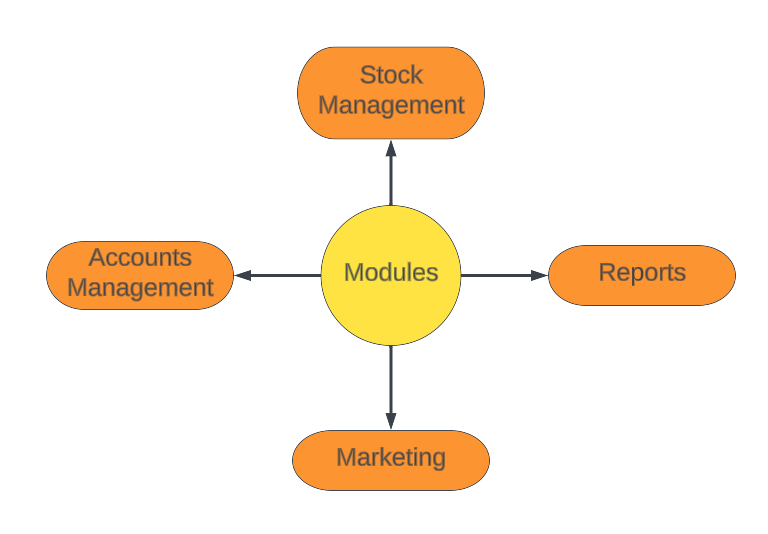 Stock
Management
Accounts
Management
Modules
Reports
Marketing